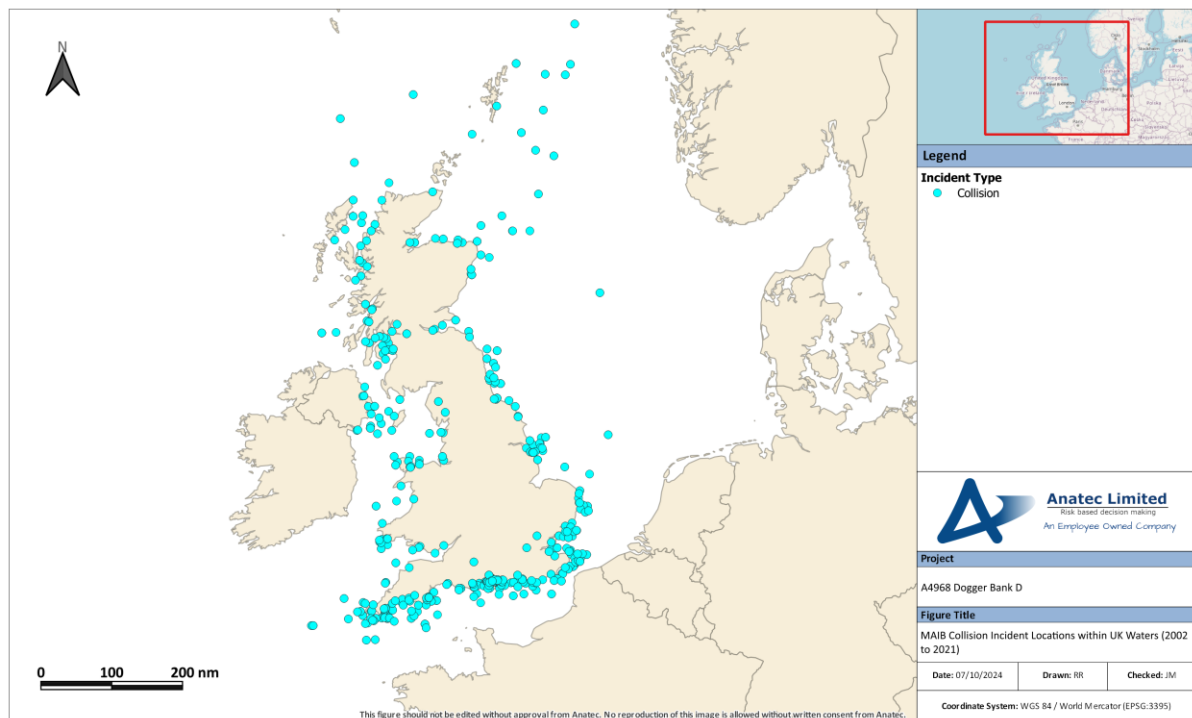 N
0 100 200 nm
This figure should not be edited without approval from Anatec. No reproduction of this image is allowed without written consent from Anatec.
Legend
Incident Type
Collision
Anatec Limited
Risk based decision making
An Employee Owned Company
Project
A4968 Dogger Bank D
Figure Title
MAIB Collision Incident Locations within UK Waters (2002
to 2021)
Date: 07/10/2024 Drawn: RR Checked: JM
Coordinate System: WGS 84 / World Mercator (EPSG:3395)